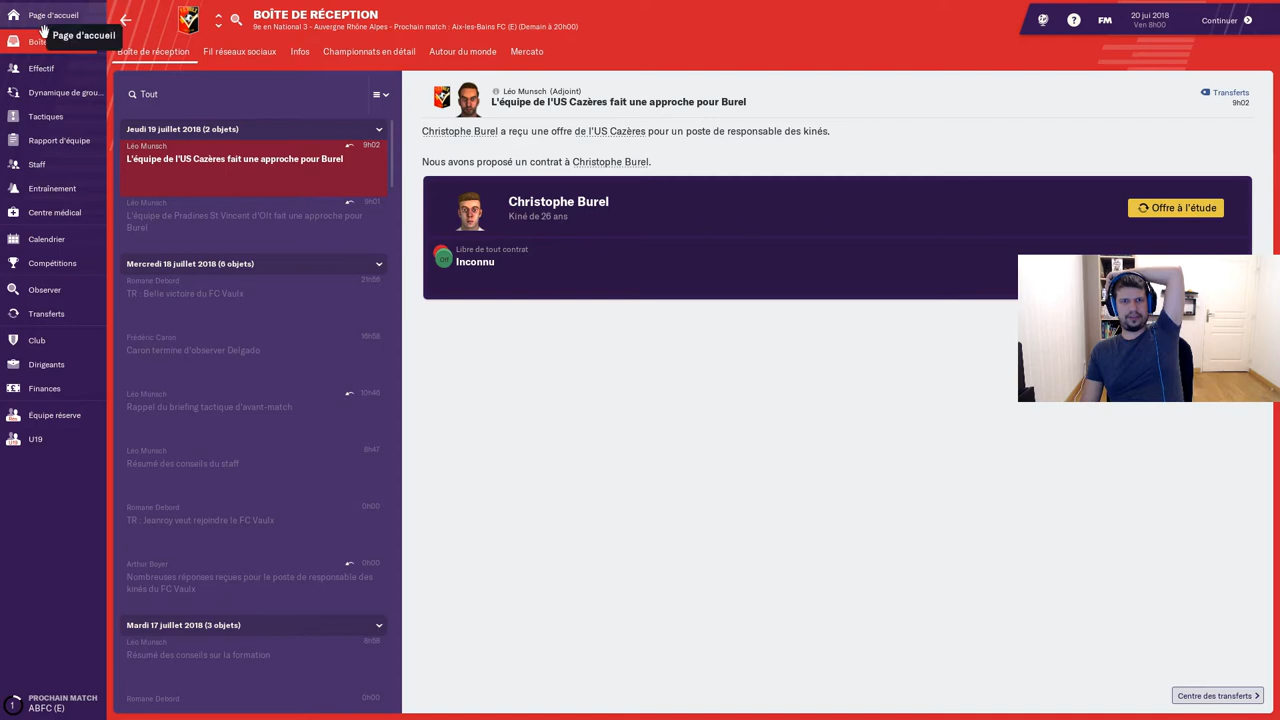 Page d'accueil
Boîte
Page d'accueil
Effectif
Dynamique de grou...
Tactiques
Rapport d'équipe
Staff
Entraînement
Centre médical
Calendrier
Compétitions
Observer
Transferts
Club
Dirigeants
Finances
Équipe réserve
U19
1
PROCHAIN MATCH
ABFC (E)
BOÎTE DE RÉCEPTION
9e en National 3 - Auvergne Rhône Alpes - Prochain match : Aix-les-Bains FC (E) (Demain à 20h00)
?
FM
20 jui 2018
Ven 8h00
Continuer
Boîte de réception
Fil réseaux sociaux
Infos
Championnats en détail
Autour du monde
Mercato
Tout
Jeudi 19 juillet 2018 (2 objets)
Léo Munsch 9h02
L'équipe de l'US Cazères fait une approche pour Burel
Léo Munsch 9h01
L'équipe de Pradines St Vincent d'Olt fait une approche pour
Burel
Mercredi 18 juillet 2018 (6 objets)
Romane Debord
TR : Belle victoire du FC Vaulx
Frédéric Caron 16h58
Caron termine d'observer Delgado
Léo Munsch 10h46
Rappel du briefing tactique d'avant-match
Léo Munsch 8h47
Résumé des conseils du staff
Romane Debord 0h00
TR : Jeanroy veut rejoindre le FC Vaulx
Arthur Boyer 0h00
Nombreuses réponses reçues pour le poste de responsable des
kinés du FC Vaulx
Mardi 17 juillet 2018 (3 objets)
Léo Munsch 8h58
Résumé des conseils sur la formation
Romane Debord 0h00
Léo Munsch (Adjoint)
L'équipe de l'US Cazères fait une approche pour Burel
Transferts
9h02
Christophe Burel a reçu une offre de l'US Cazères pour un poste de responsable des kinés.
Nous avons proposé un contrat à Christophe Burel.
Christophe Burel
Kiné de 26 ans
Offre à l'étude
Off
Libre de tout contrat
Inconnu
Centre des transferts